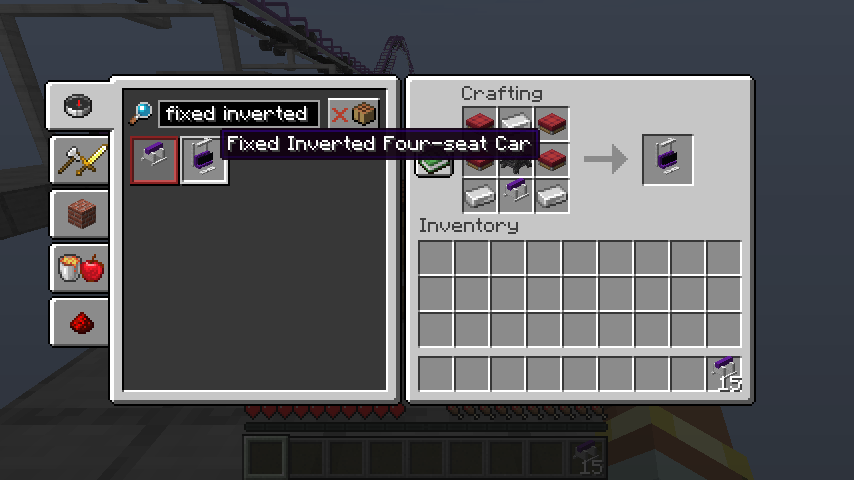 Crafting
fixed inverted
Fixed Inverted Four-seat Car
Inventory
15
15